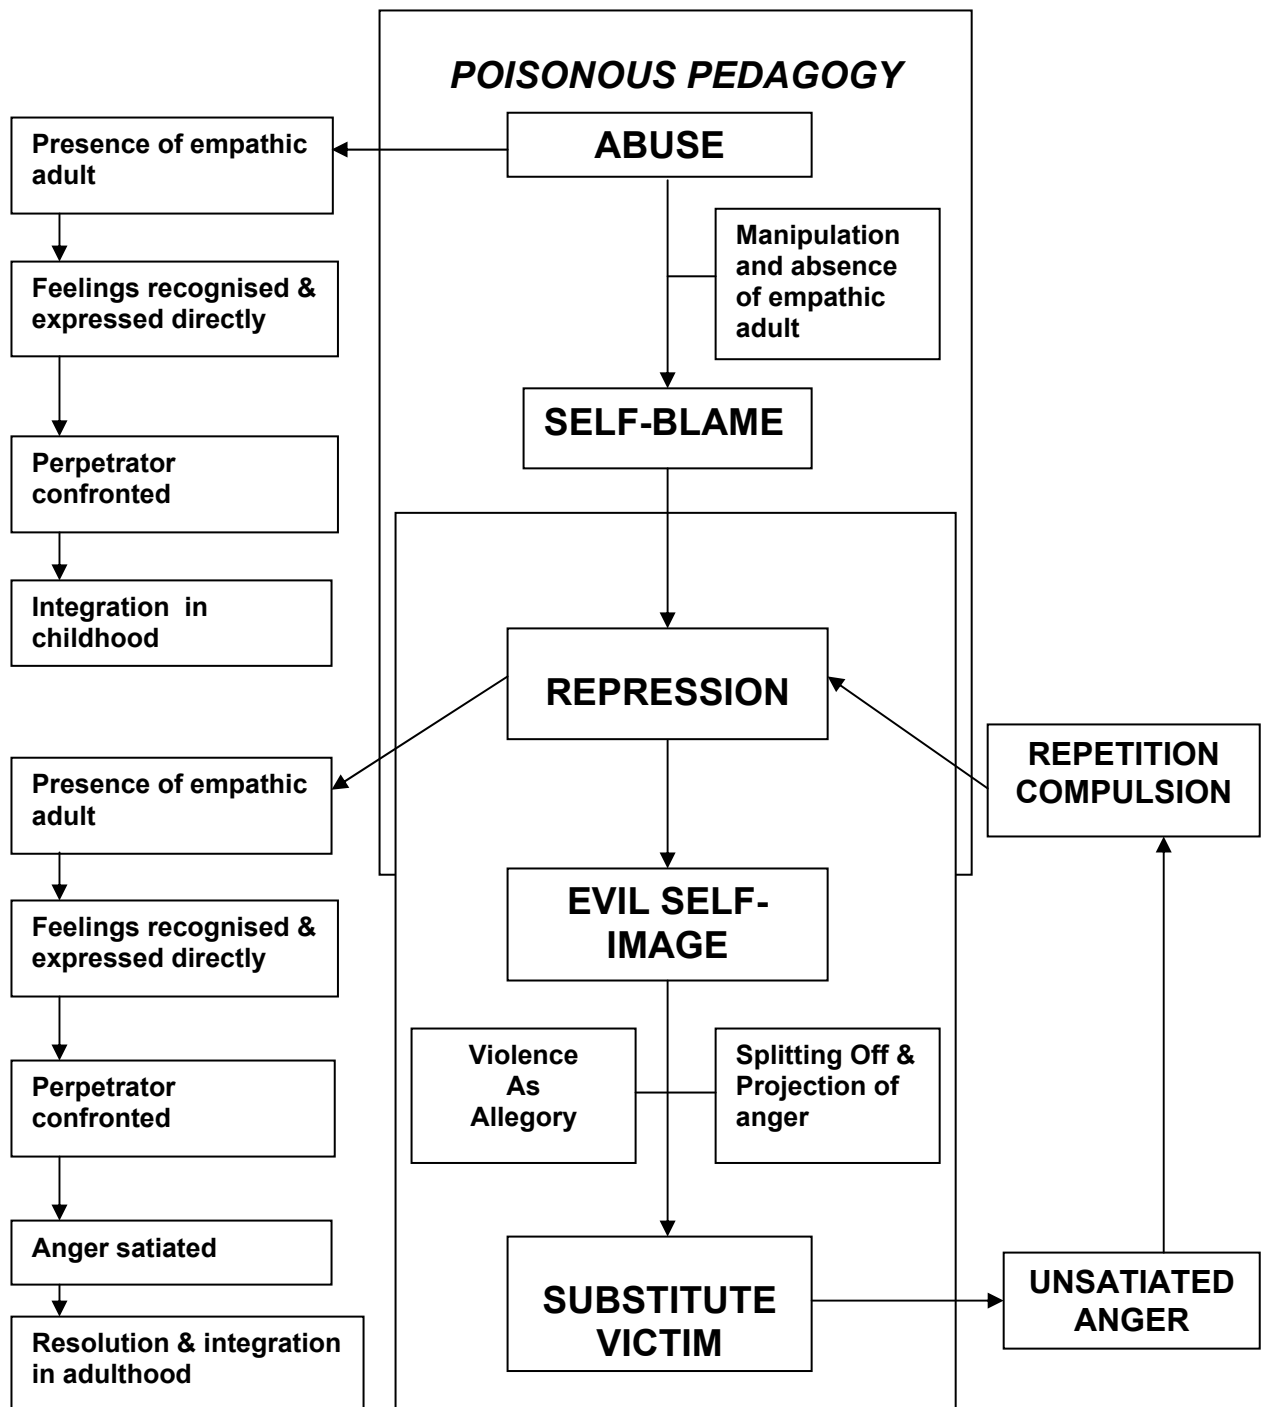 POISONOUS PEDAGOGY
ABUSE
Presence of empathic
adult
Manipulation
and absence
of empathic
adult
Feelings recognised &
expressed directly
SELF-BLAME
Perpetrator
confronted
Integration in
childhood
REPRESSION
Presence of empathic
adult
REPETITION
COMPULSION
Feelings recognised &
expressed directly
EVIL SELF-
IMAGE
Violence
As
Allegory
Splitting Off &
Projection of
anger
Perpetrator
confronted
Anger satiated
SUBSTITUTE
VICTIM
UNSATIATED
ANGER
Resolution & integration
in adulthood